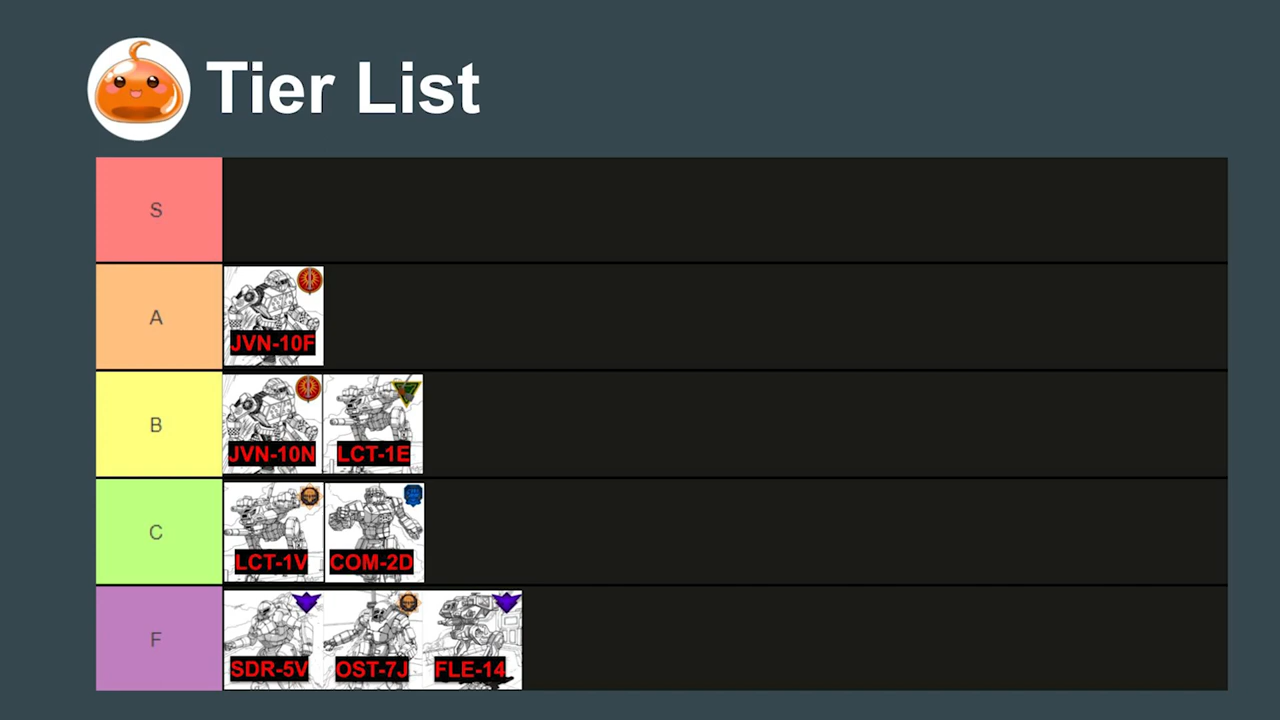 Tier List
S
A
JVN-10F
B
JVN-10N
LCT-1E
C
LCT-1V
COM-2D
F
SDR-5V
OST-7J
FLE-14